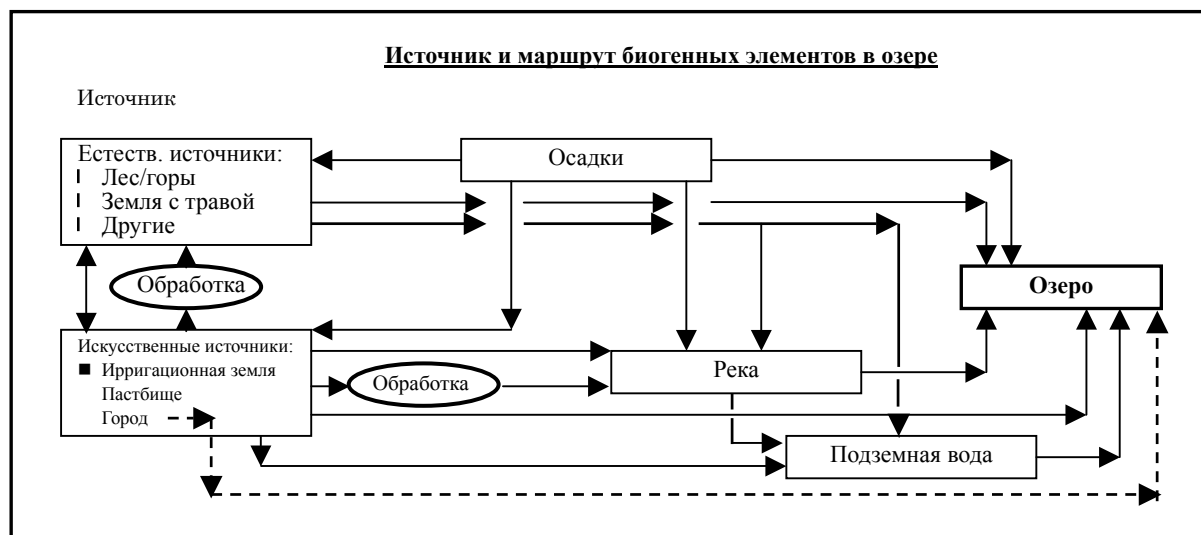 Источник и маршрут биогенных элементов в озере
Источник
Естеств. источники:
Лес/горы
Земля с травой
Другие
Осадки
Обработка
Озеро
Искусственные источники:
■ Ирригационная земля
Пастбище
Город
Обработка
Река
Подземная вода